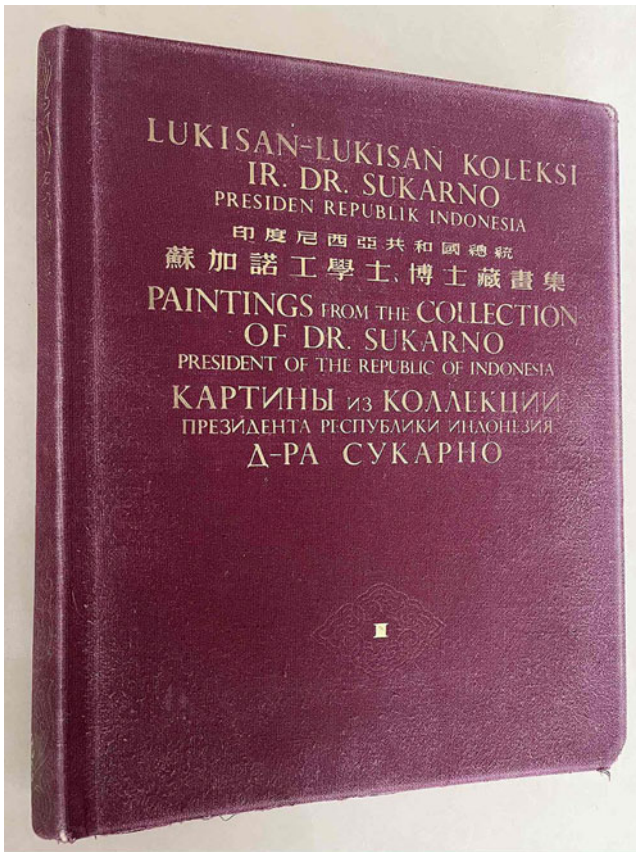 LUKISAN-LUKISAN KOLEKSI
IR. DR. SUKARNO
PRESIDEN REPUBLIK INDONESIA
印度尼西亞共和國總統
蘇加諾工學士、博士藏畫集
PAINTINGS FROM THE COLLECTION
OF DR. SUKARNO
PRESIDENT OF THE REPUBLIC OF INDONESIA
КАРТИНЫ ИЗ КОЛЛЕКЦИИ
ПРЕЗИДЕНТА РЕСПУБЛИКИ ИНДОНЕЗИЯ
Д-РА СУКАРНО
I